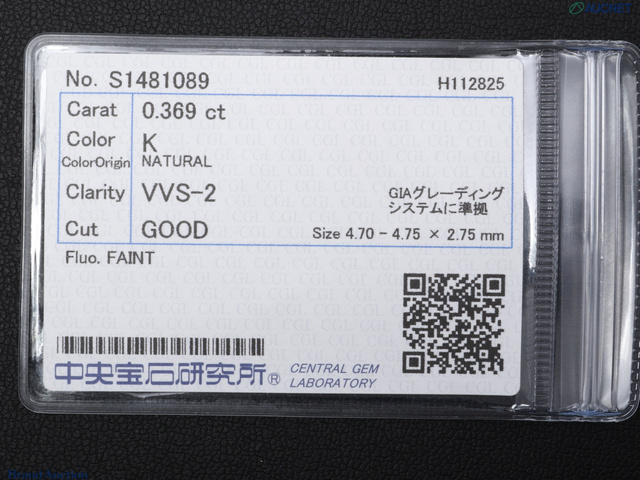 No. S1481089 H112825
Carat 0.369 ct
Color K
ColorOrigin NATURAL
Clarity VVS-2
GIAグレーディング
システムに準拠
Cut GOOD Size 4.70 - 4.75 × 2.75 mm
Fluo. FAINT
中央宝石研究所®
CENTRAL GEM
LABORATORY